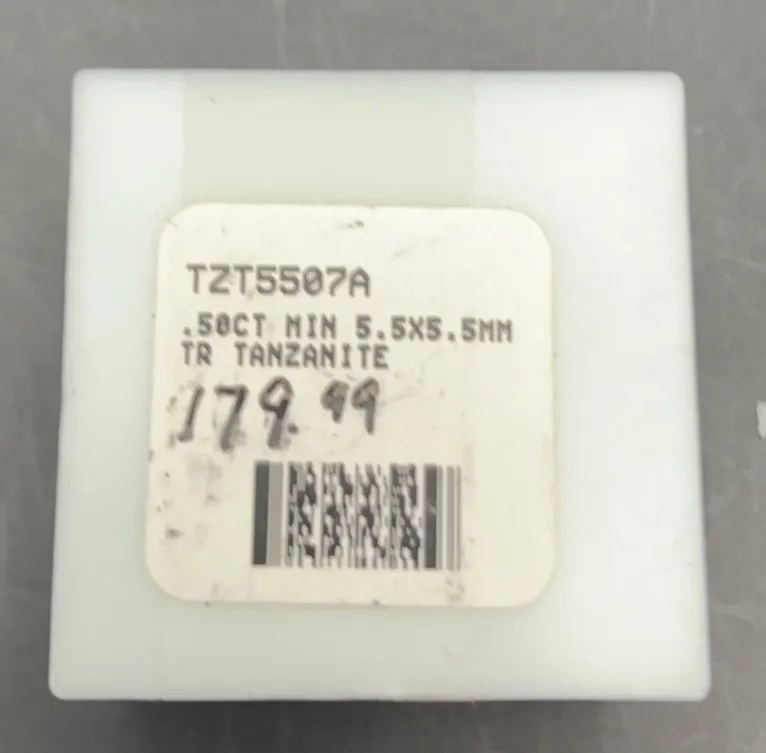 TZT5507A
.50CT MIN 5.5X5.5MM
TR TANZANITE
179.99